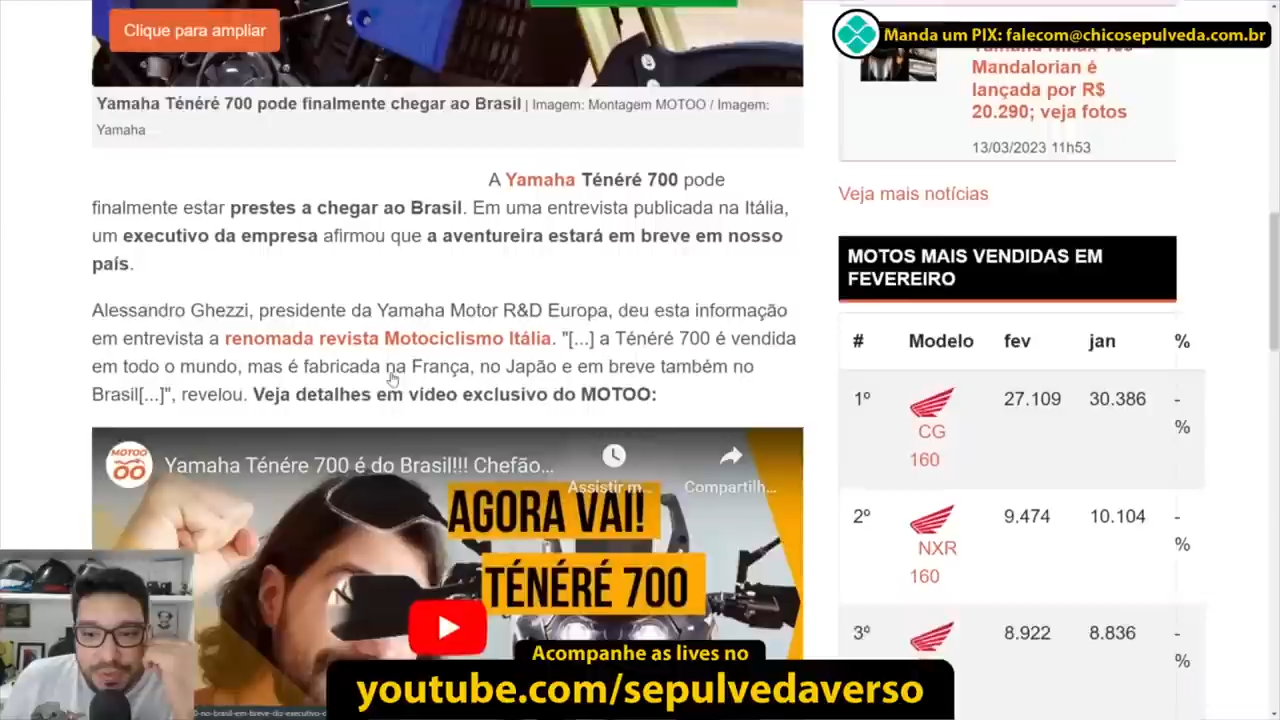 Clique para ampliar
Manda um PIX: falecom@chicosepulveda.com.br
Yamaha Ténéré 700 pode finalmente chegar ao Brasil | Imagem: Montagem MOTOO / Imagem:
Yamaha
A Yamaha Ténéré 700 pode
finalmente estar prestes a chegar ao Brasil. Em uma entrevista publicada na Itália,
um executivo da empresa afirmou que a aventureira estará em breve em nosso
país.
Alessandro Ghezzi, presidente da Yamaha Motor R&D Europa, deu esta informação
em entrevista a renomada revista Motociclismo Itália. "[...] a Ténéré 700 é vendida
em todo o mundo, mas é fabricada na França, no Japão e em breve também no
Brasil[...]", revelou. Veja detalhes em vídeo exclusivo do MOTOO:
MOTOO
Yamaha Ténére 700 é do Brasil!!! Chefão...
Assistir m...
Compartilh...
AGORA VAI!
TÉNÉRÉ 700
Mandalorian é
lançada por R$
20.290; veja fotos
13/03/2023 11h53
Veja mais notícias
MOTOS MAIS VENDIDAS EM
FEVEREIRO
# Modelo fev jan %
1º CG 160 27.109 30.386 -%
2º NXR 160 9.474 10.104 -%
3º 8.922 8.836 -%
Acompanhe as lives no
youtube.com/sepulvedaverso